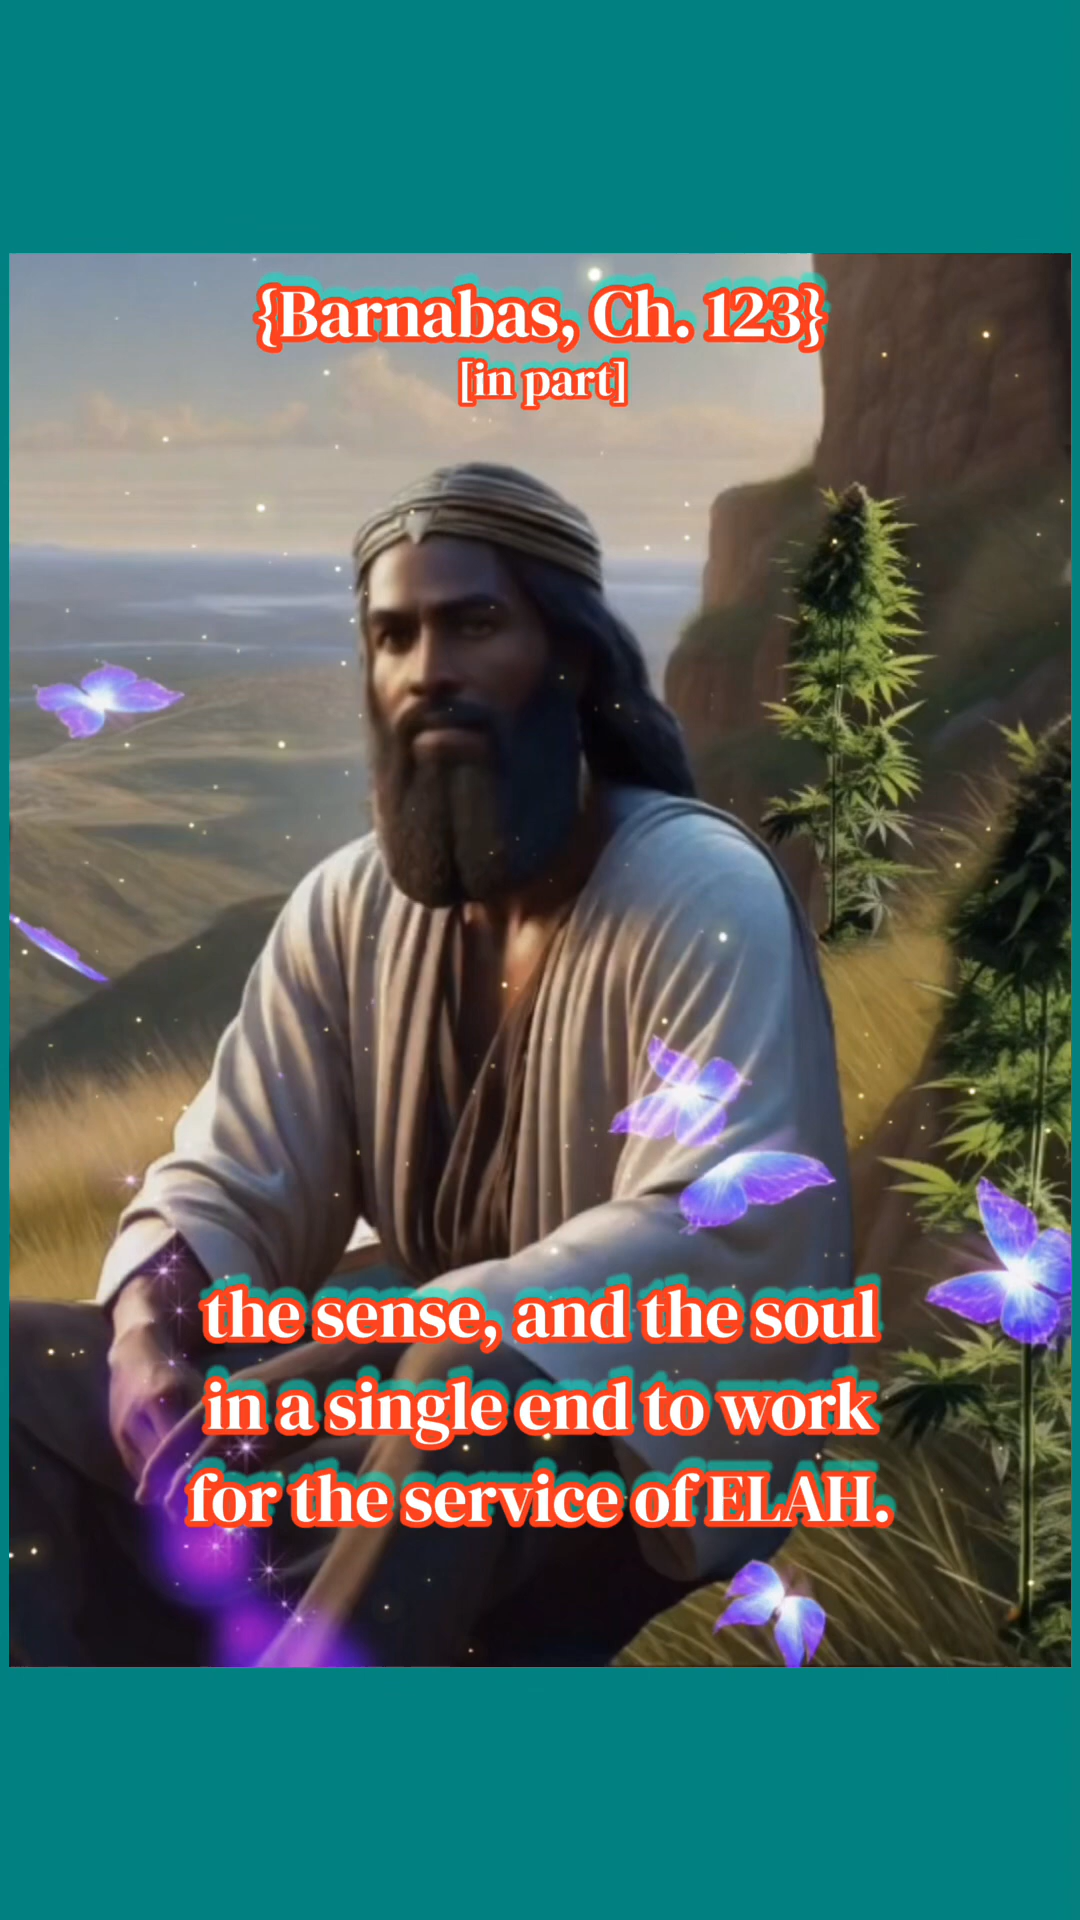 {Barnabas, Ch. 123}
[in part]
the sense, and the soul
in a single end to work
for the service of ELAH.